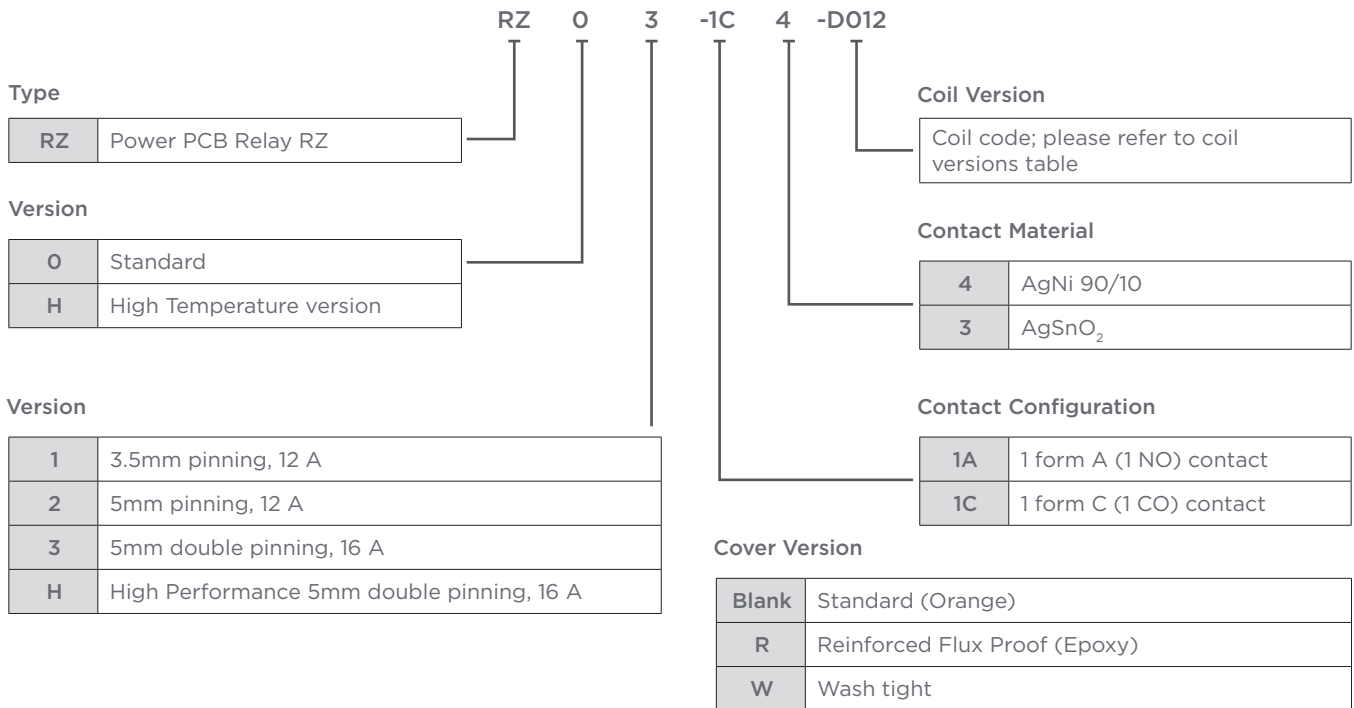 RZ 0 3 -1C 4 -D012
Type
RZ Power PCB Relay RZ
Version
0 Standard
H High Temperature version
Version
1 3.5mm pinning, 12 A
2 5mm pinning, 12 A
3 5mm double pinning, 16 A
H High Performance 5mm double pinning, 16 A
Coil Version
Coil code; please refer to coil
versions table
Contact Material
4 AgNi 90/10
3 AgSnO₂
Contact Configuration
1A 1 form A (1 NO) contact
1C 1 form C (1 CO) contact
Cover Version
Blank Standard (Orange)
R Reinforced Flux Proof (Epoxy)
W Wash tight